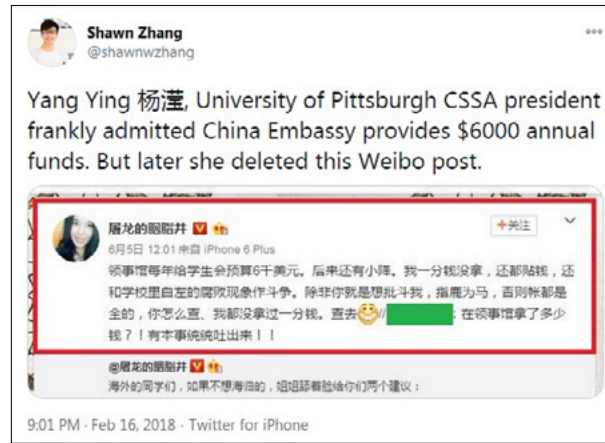 Shawn Zhang
@shawnwzhang
Yang Ying 杨滢, University of Pittsburgh CSSA president
frankly admitted China Embassy provides $6000 annual
funds. But later she deleted this Weibo post.
屠龙的胭脂井 V
+关注
6月5日 12:01 来自 iPhone 6 Plus
领事馆每年给学生会预算6千美元。后来还有小降。我一分钱没拿，还都贴钱，还
和学校里自左的腐败现象作斗争。除非你就是想批斗我，指鹿为马，否则帐都是
全的，你怎么查、我都没拿过一分钱。查去//: 在领事馆拿了多少
钱？！有本事统统吐出来！！
@屠龙的胭脂井 V
海外的同学们，如果不想海归的，姐姐舔着脸给你们两个建议：
9:01 PM · Feb 16, 2018 · Twitter for iPhone